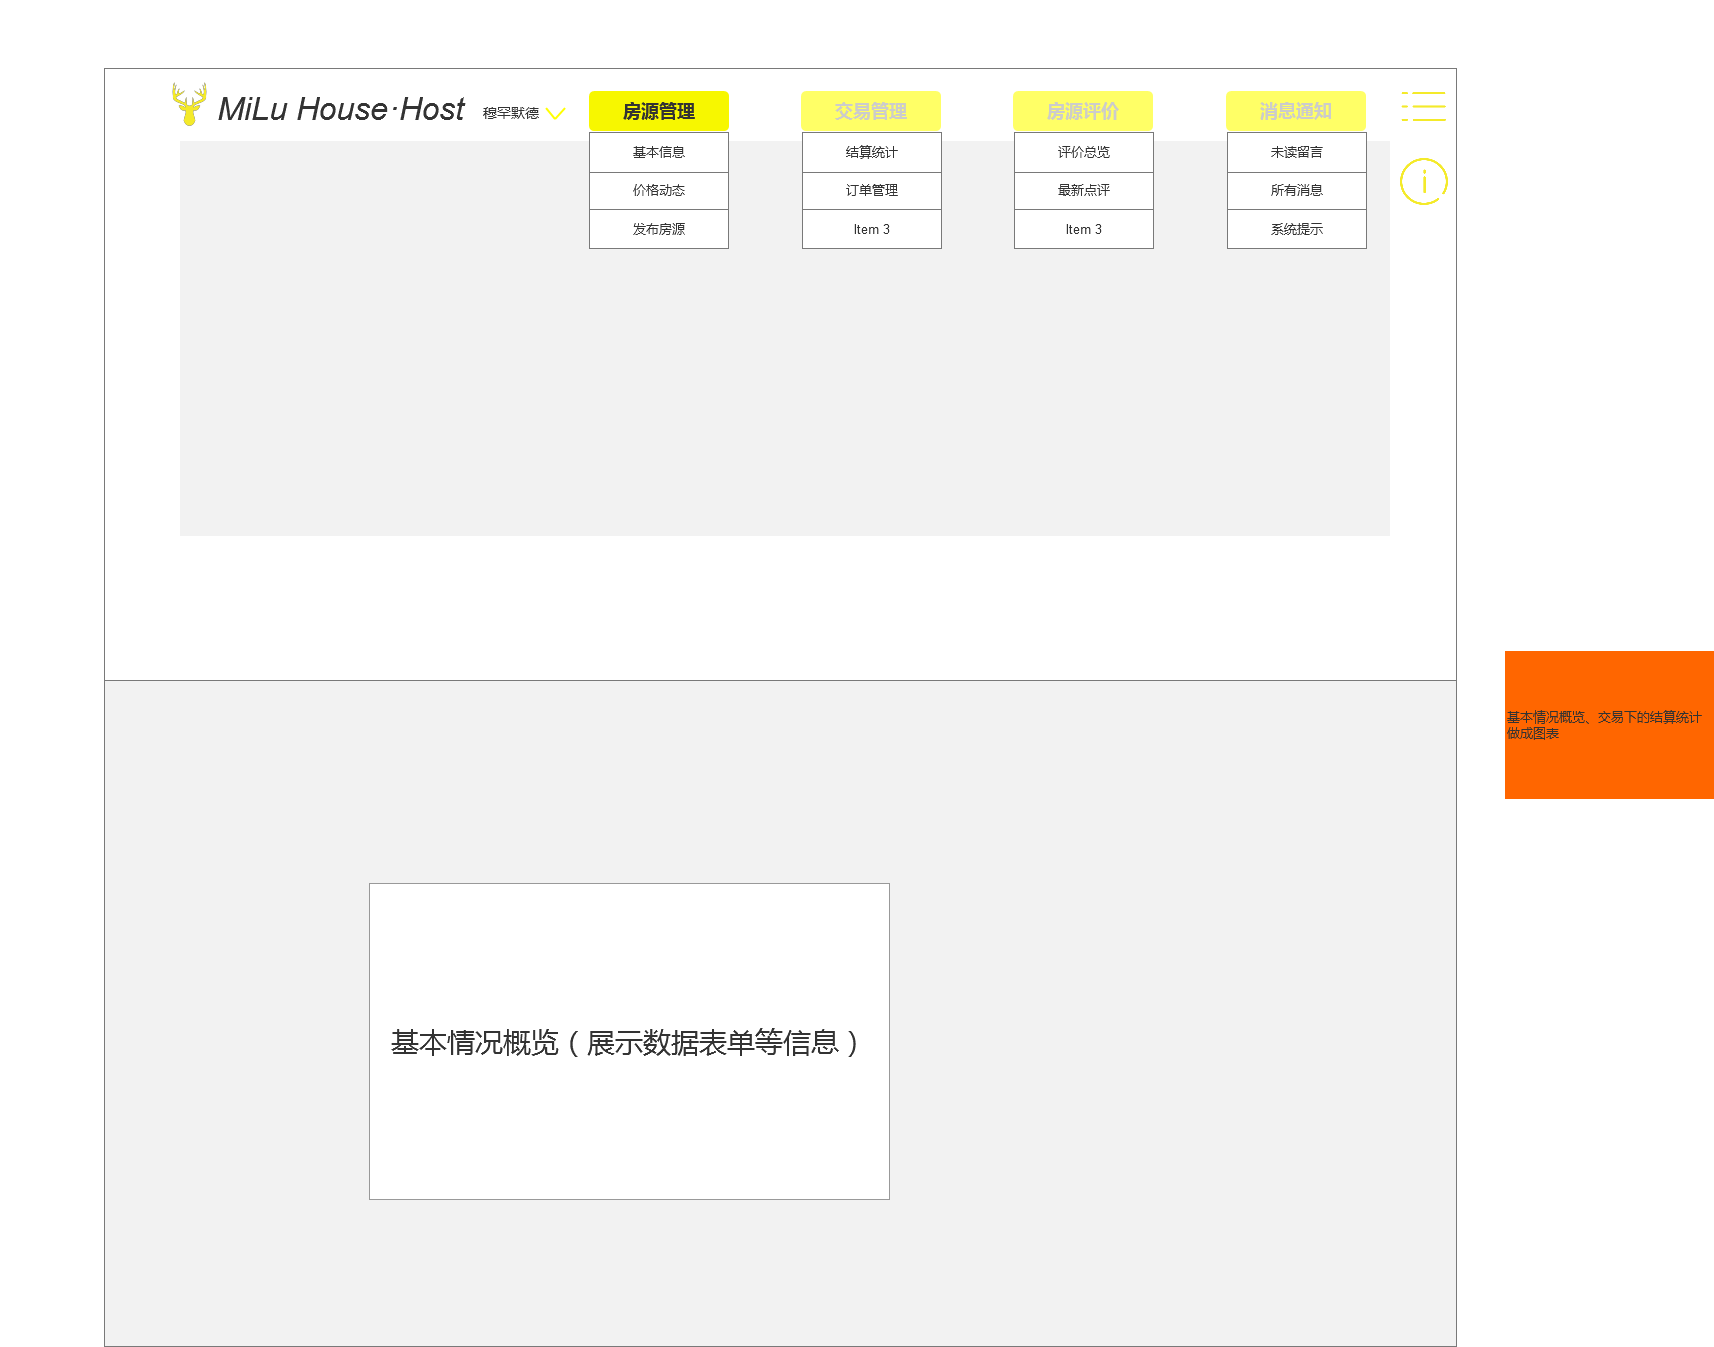 MiLu House·Host
穆罕默德
房源管理
交易管理
房源评价
消息通知
基本信息
结算统计
评价总览
未读留言
价格动态
订单管理
最新点评
所有消息
发布房源
Item 3
Item 3
系统提示
基本情况概览、交易下的结算统计
做成图表
基本情况概览（展示数据表单等信息）